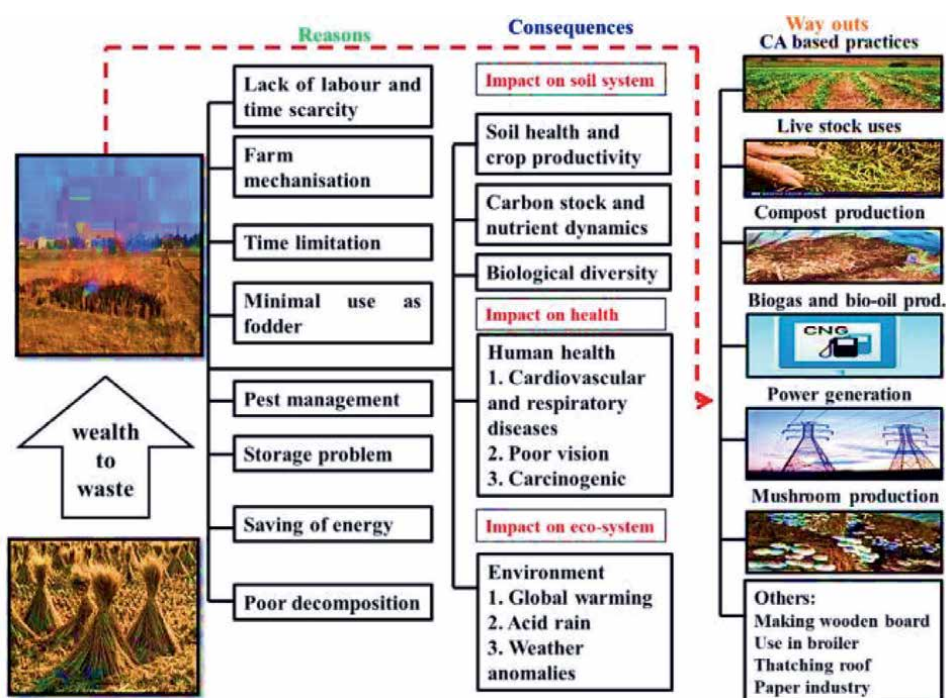 Reasons
Lack of labour and
time scarcity
Farm
mechanisation
Time limitation
Minimal use as
fodder
Pest management
Storage problem
Saving of energy
Poor decomposition
wealth
to
waste
Consequences
Impact on soil system
Soil health and
crop productivity
Carbon stock and
nutrient dynamics
Biological diversity
Impact on health
Human health
1. Cardiovascular
and respiratory
diseases
2. Poor vision
3. Carcinogenic
Impact on eco-system
Environment
1. Global warming
2. Acid rain
3. Weather
anomalies
Way outs
CA based practices
Live stock uses
Compost production
Biogas and bio-oil prod.
CNG
Power generation
Mushroom production
Others:
Making wooden board
Use in broiler
Thatching roof
Paper industry